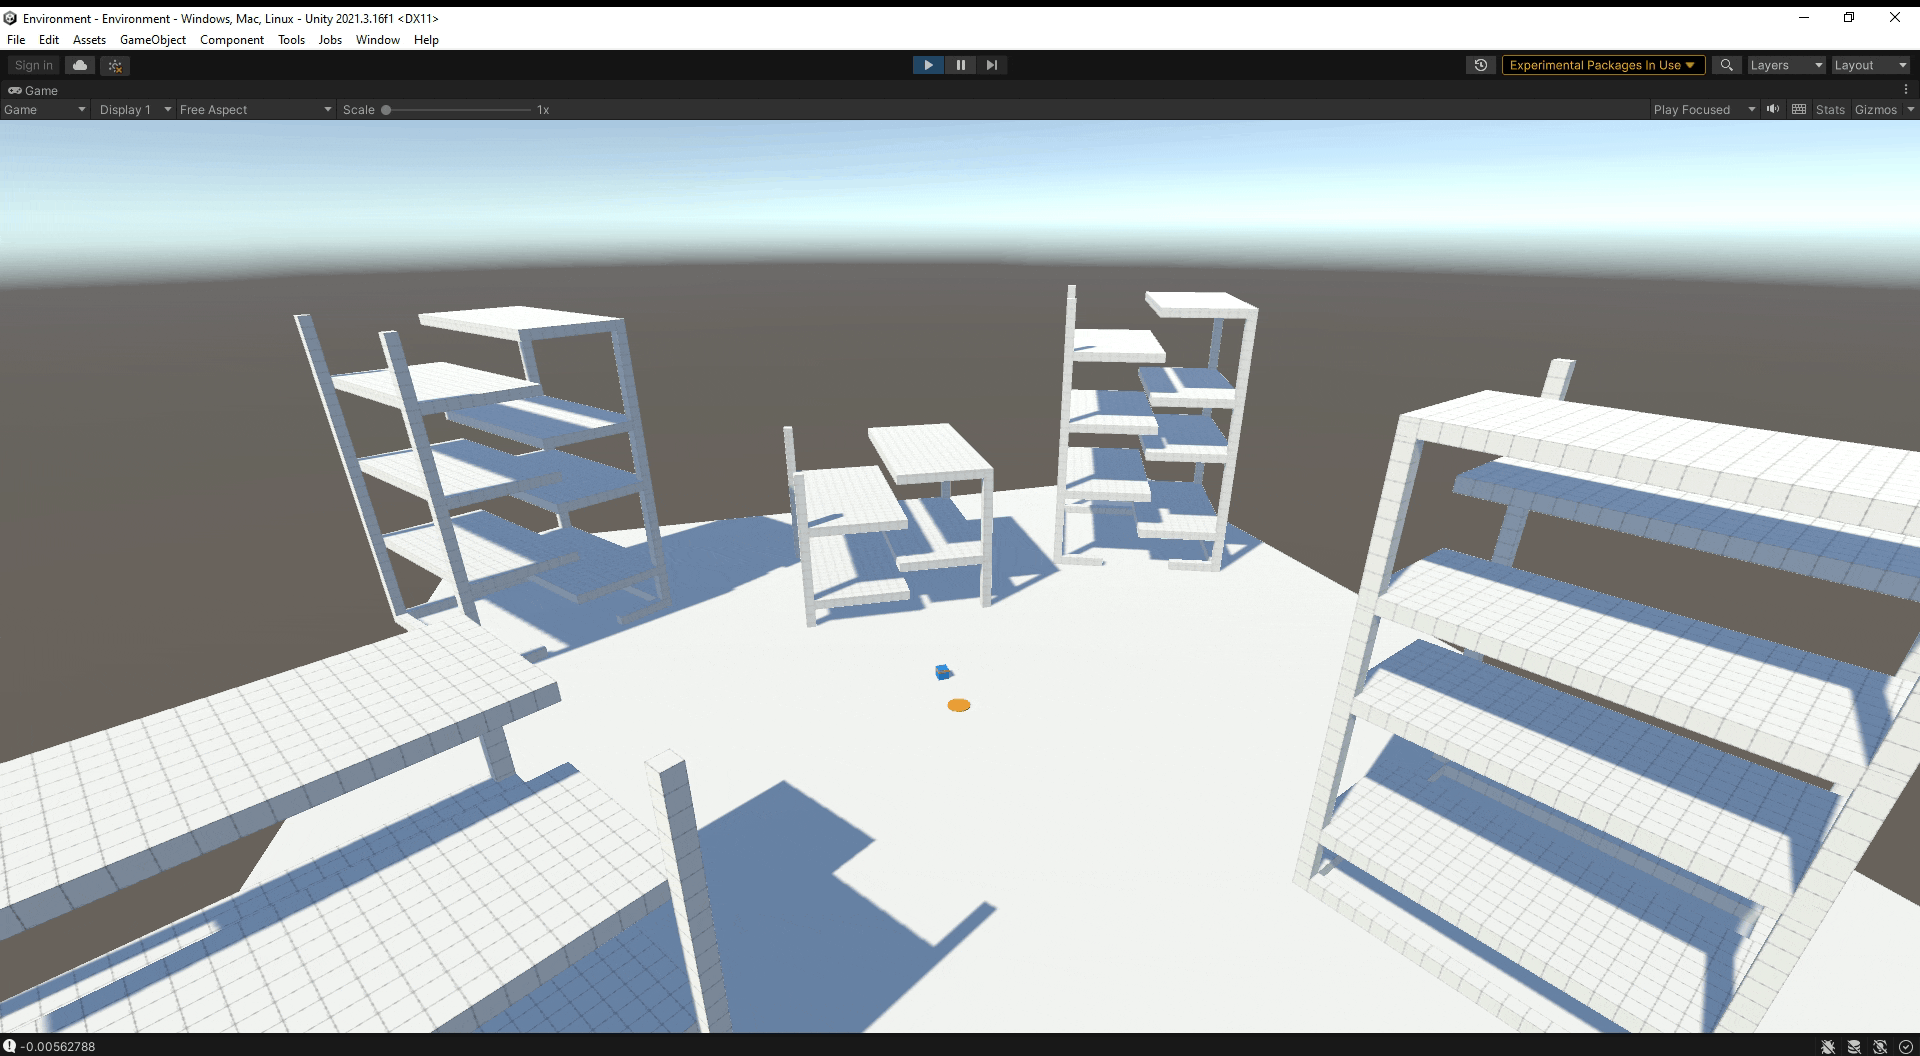 Environment - Environment - Windows, Mac, Linux - Unity 2021.3.16f1 <DX11>
File Edit Assets GameObject Component Tools Jobs Window Help
Sign in Experimental Packages In Use Layers Layout
Game
Game Display 1 Free Aspect Scale 1x Play Focused Stats Gizmos
-0.00562788